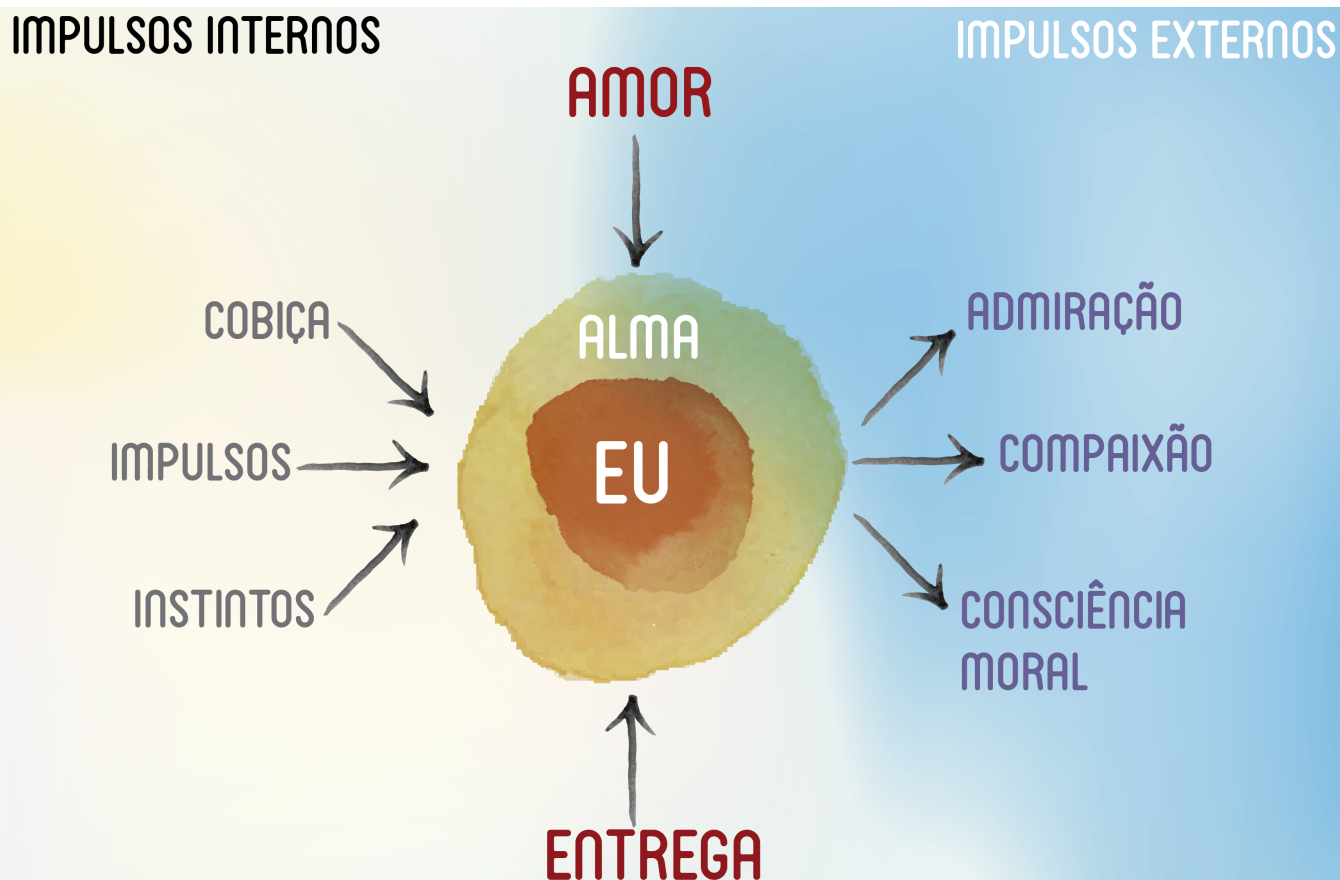 IMPULSOS INTERNOS
IMPULSOS EXTERNOS
AMOR
COBIÇA
ALMA
ADMIRAÇÃO
IMPULSOS
EU
COMPAIXÃO
INSTINTOS
CONSCIÊNCIA
MORAL
ENTREGA